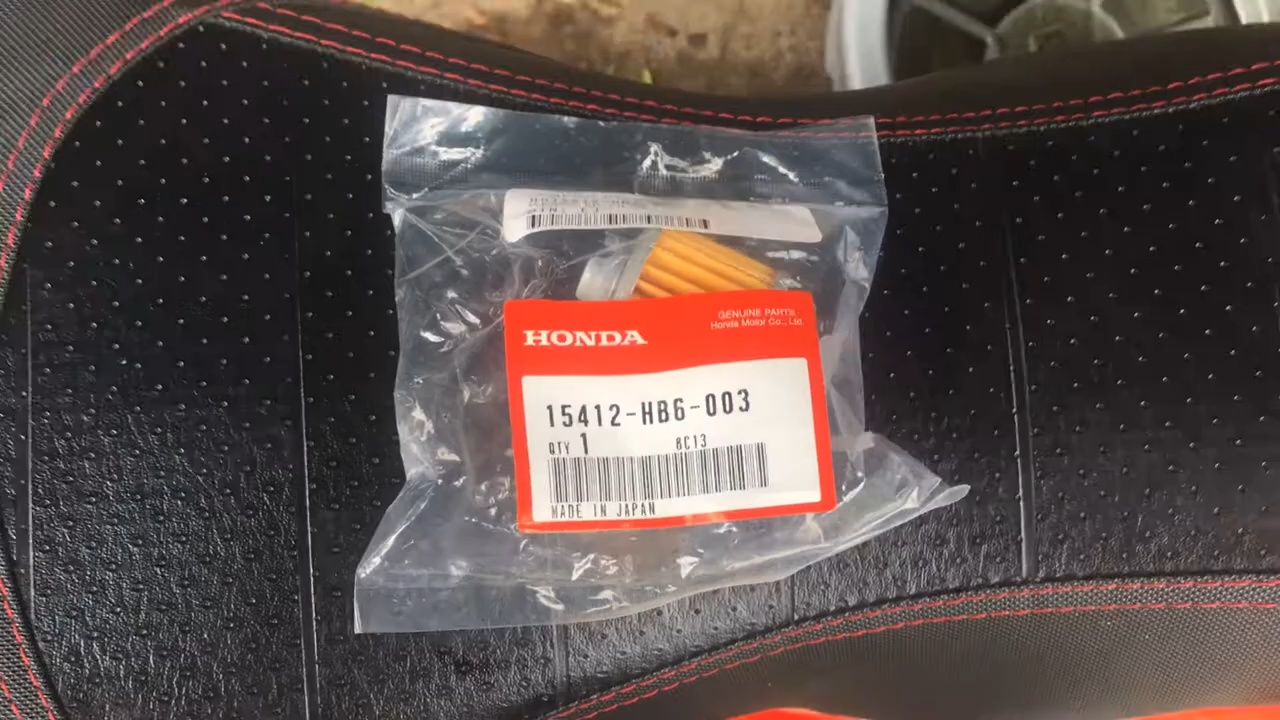 HONDA
GENUINE PARTS
Honda Motor Co., Ltd.
15412-HB6-003
QTY 1 8C13
MADE IN JAPAN